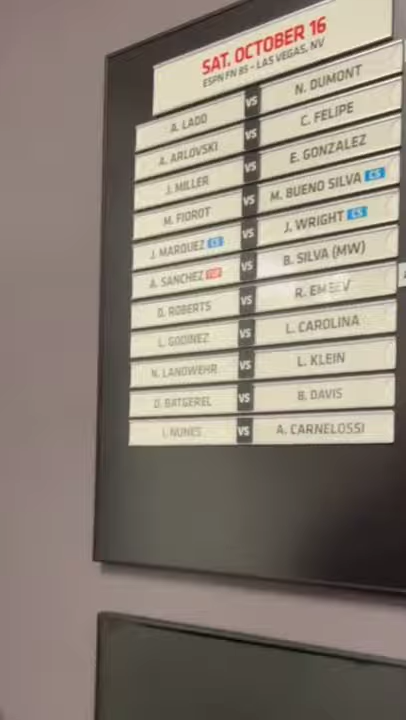 SAT. OCTOBER 16
ESPN FN 85 - LAS VEGAS, NV
A. LADD VS N. DUMONT
A. ARLOVSKI VS C. FELIPE
J. MILLER VS E. GONZALEZ
M. FIOROT VS M. BUENO SILVA CS
J. MARQUEZ CS VS J. WRIGHT CS
A. SANCHEZ VS B. SILVA (MW)
D. ROBERTS VS R. EMEEV
L. GODINEZ VS L. CAROLINA
N. LANDWEHR VS L. KLEIN
D. BATGEREL VS B. DAVIS
I. NUNES VS A. CARNELOSSI